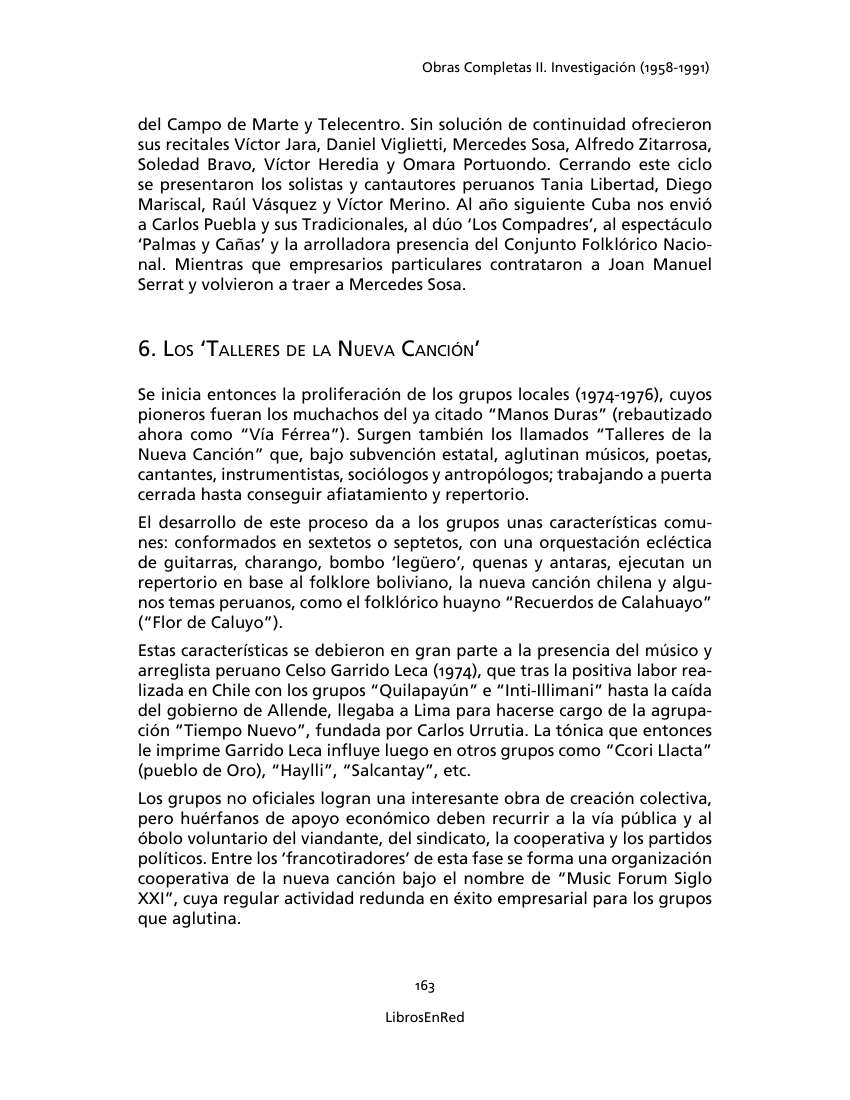 Obras Completas II. Investigación (1958-1991)
del Campo de Marte y Telecentro. Sin solución de continuidad ofrecieron
sus recitales Víctor Jara, Daniel Viglietti, Mercedes Sosa, Alfredo Zitarrosa,
Soledad Bravo, Víctor Heredia y Omara Portuondo. Cerrando este ciclo
se presentaron los solistas y cantautores peruanos Tania Libertad, Diego
Mariscal, Raúl Vásquez y Víctor Merino. Al año siguiente Cuba nos envió
a Carlos Puebla y sus Tradicionales, al dúo ‘Los Compadres’, al espectáculo
‘Palmas y Cañas’ y la arrolladora presencia del Conjunto Folklórico Nacio-
nal. Mientras que empresarios particulares contrataron a Joan Manuel
Serrat y volvieron a traer a Mercedes Sosa.
6. Los ‘Talleres de la Nueva Canción’
Se inicia entonces la proliferación de los grupos locales (1974-1976), cuyos
pioneros fueran los muchachos del ya citado “Manos Duras” (rebautizado
ahora como “Vía Férrea”). Surgen también los llamados “Talleres de la
Nueva Canción” que, bajo subvención estatal, aglutinan músicos, poetas,
cantantes, instrumentistas, sociólogos y antropólogos; trabajando a puerta
cerrada hasta conseguir afiatamiento y repertorio.
El desarrollo de este proceso da a los grupos unas características comu-
nes: conformados en sextetos o septetos, con una orquestación ecléctica
de guitarras, charango, bombo ‘legüero’, quenas y antaras, ejecutan un
repertorio en base al folklore boliviano, la nueva canción chilena y algu-
nos temas peruanos, como el folklórico huayno “Recuerdos de Calahuayo”
(“Flor de Caluyo”).
Estas características se debieron en gran parte a la presencia del músico y
arreglista peruano Celso Garrido Leca (1974), que tras la positiva labor rea-
lizada en Chile con los grupos “Quilapayún” e “Inti-Illimani” hasta la caída
del gobierno de Allende, llegaba a Lima para hacerse cargo de la agrupa-
ción “Tiempo Nuevo”, fundada por Carlos Urrutia. La tónica que entonces
le imprime Garrido Leca influye luego en otros grupos como “Ccori Llacta”
(pueblo de Oro), “Haylli”, “Salcantay”, etc.
Los grupos no oficiales logran una interesante obra de creación colectiva,
pero huérfanos de apoyo económico deben recurrir a la vía pública y al
óbolo voluntario del viandante, del sindicato, la cooperativa y los partidos
políticos. Entre los ‘francotiradores’ de esta fase se forma una organización
cooperativa de la nueva canción bajo el nombre de “Music Forum Siglo
XXI”, cuya regular actividad redunda en éxito empresarial para los grupos
que aglutina.
163
LibrosEnRed